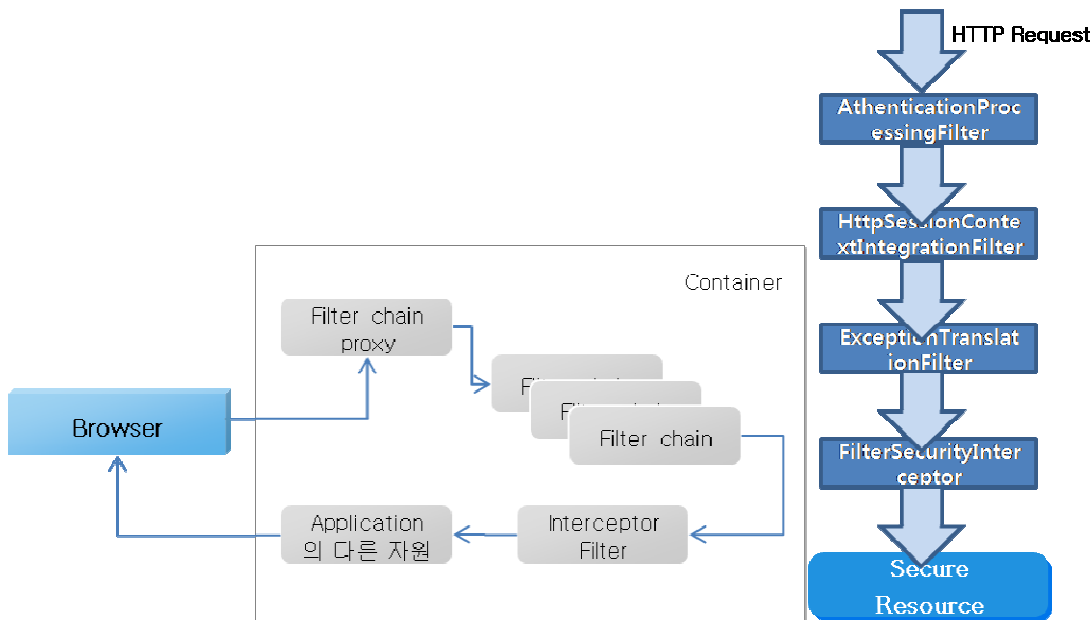 HTTP Request
AthenticationProc
essingFilter
HttpSessionConte
xtIntegrationFilter
ExceptionTranslat
ionFilter
FilterSecurityInter
ceptor
Secure
Resource
Container
Filter chain
proxy
Filter chain
Browser
Application
의 다른 자원
Interceptor
Filter